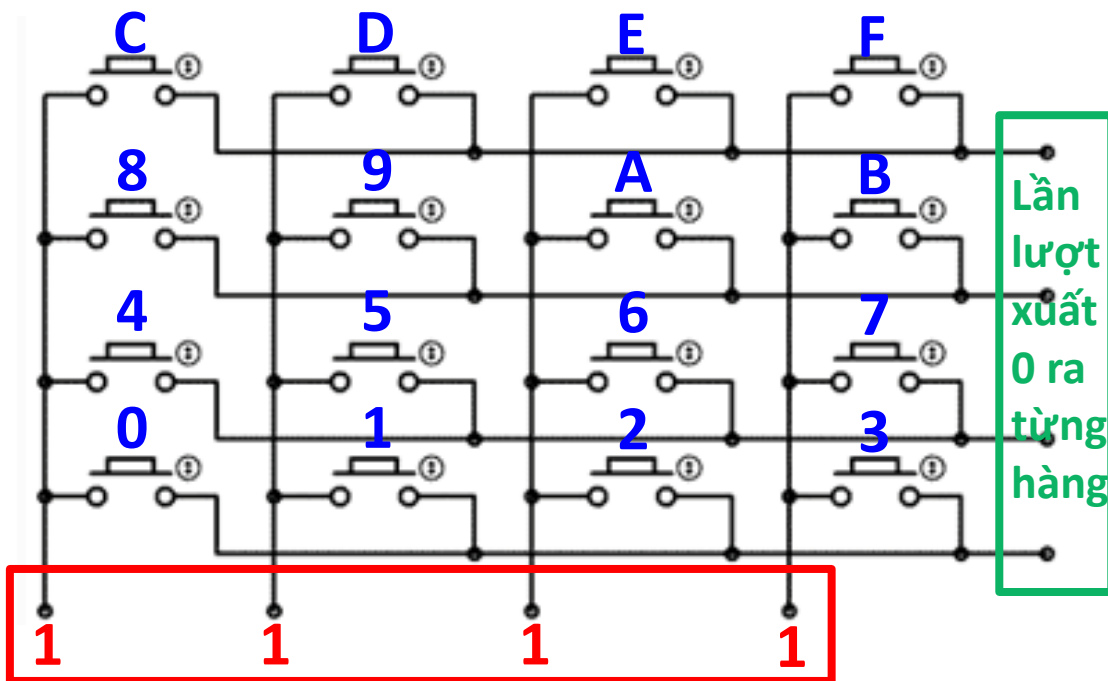 C D E F
8 9 A B
4 5 6 7
0 1 2 3
Lần
lượt
xuất
0 ra
từng
hàng
1 1 1 1